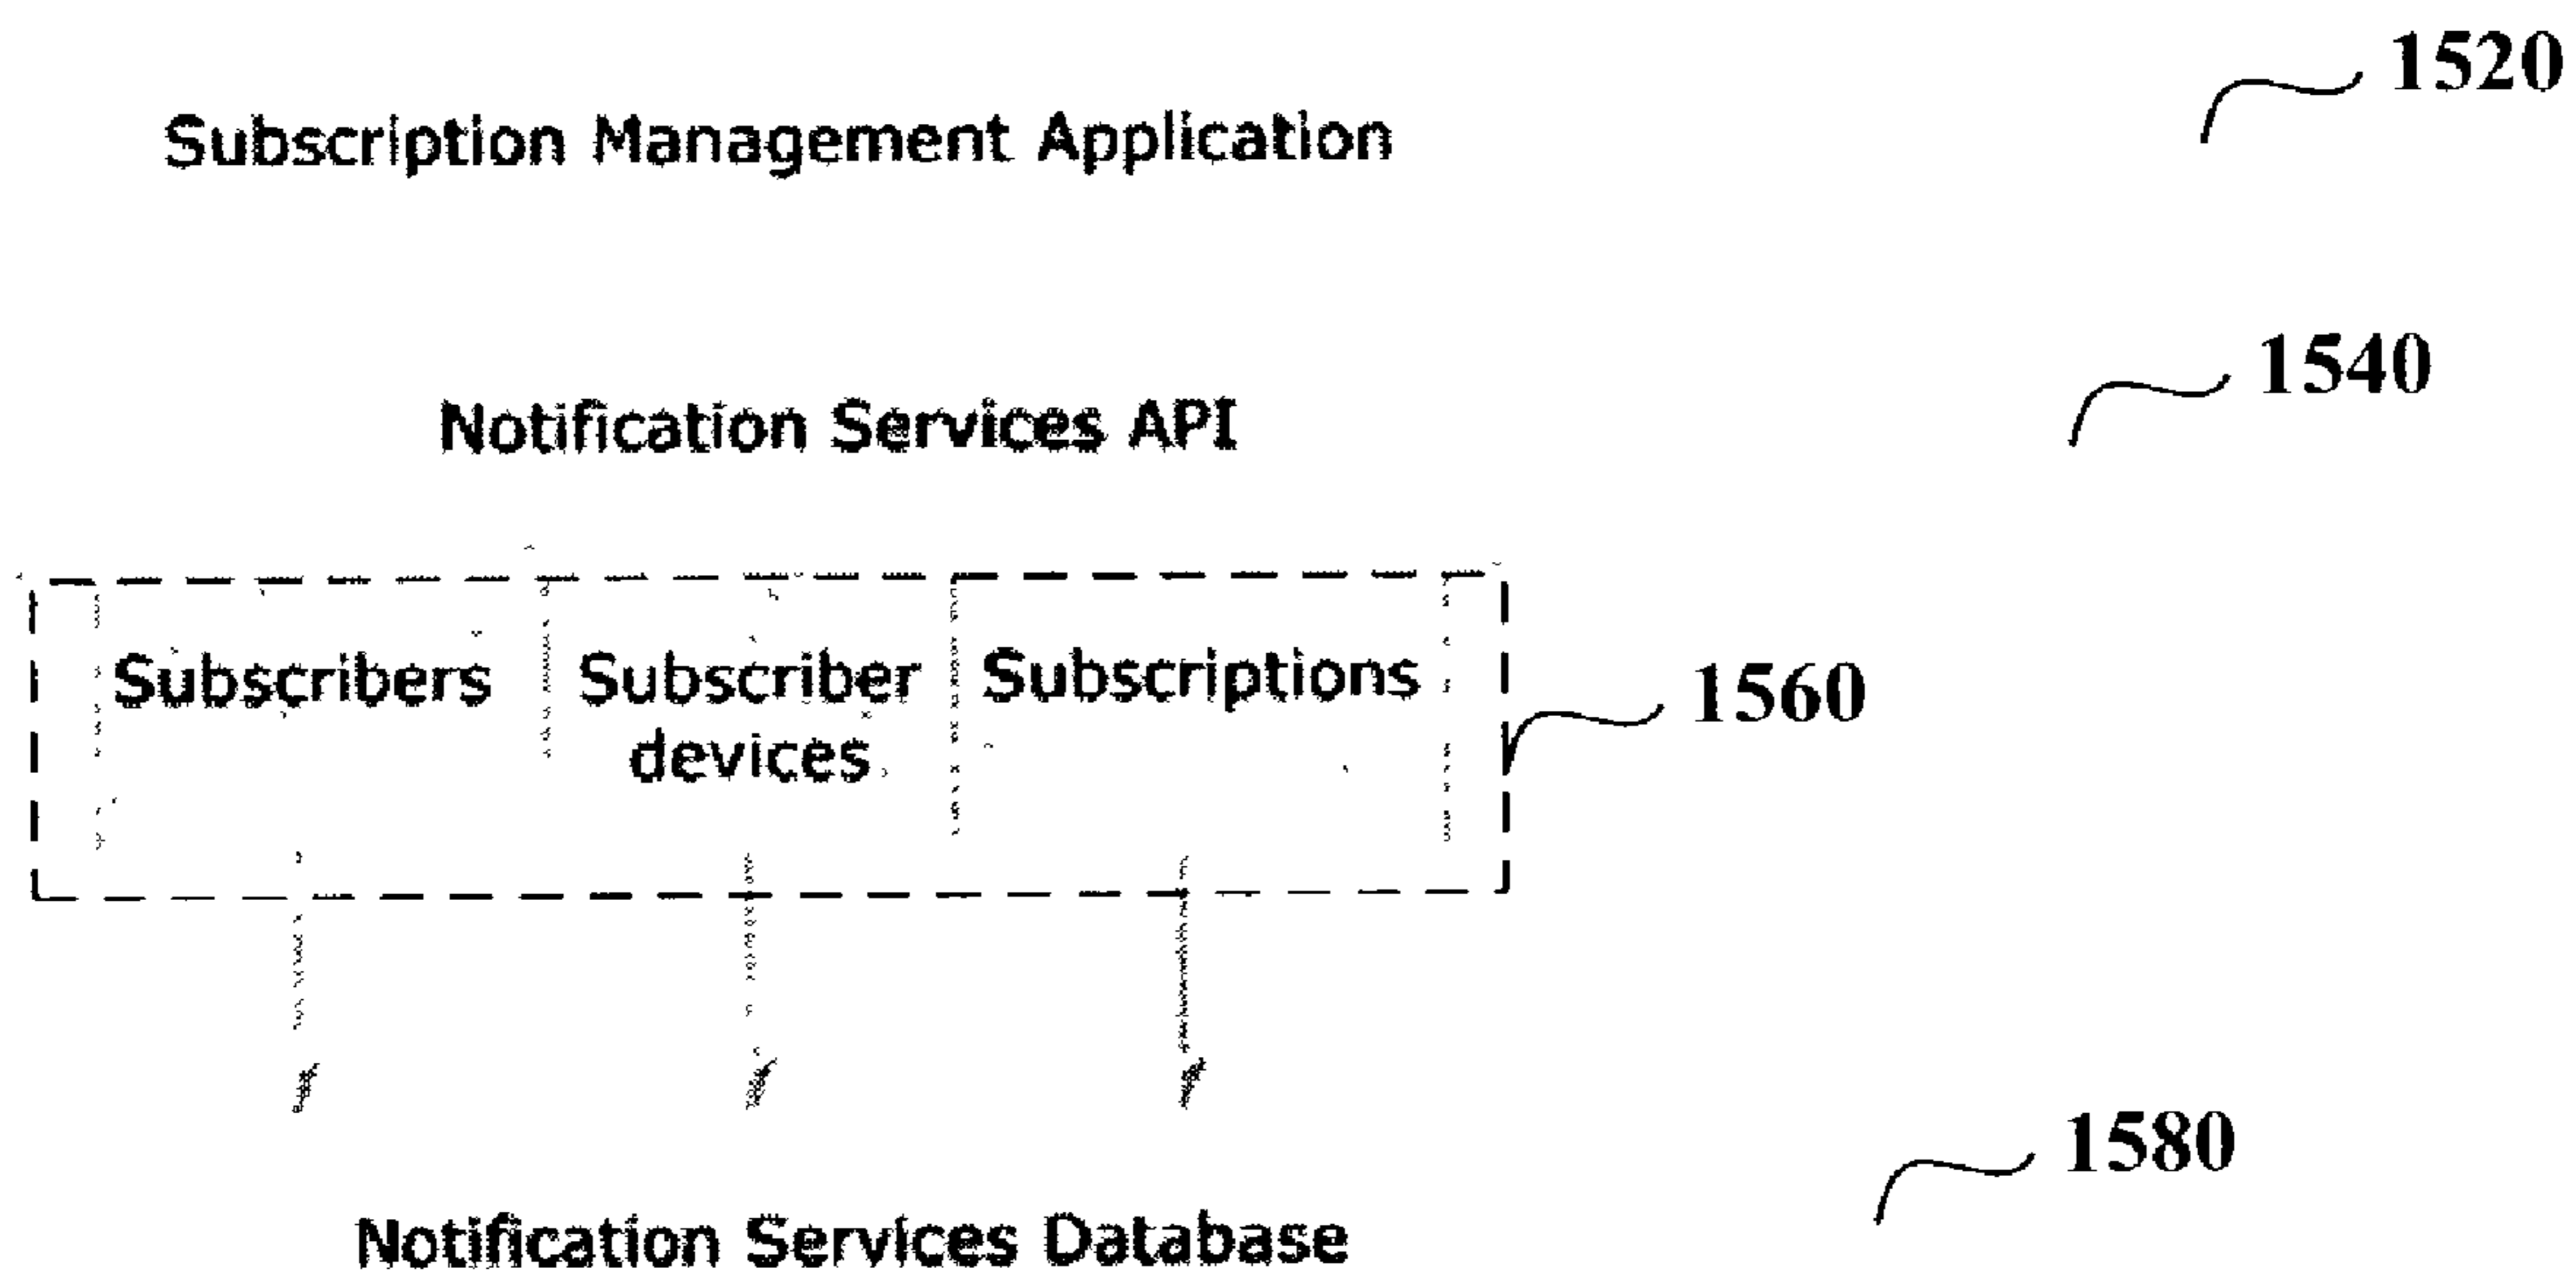 1520
Subscription Management Application
1540
Notification Services API
Subscribers
Subscriber
devices
Subscriptions
1560
1580
Notification Services Database